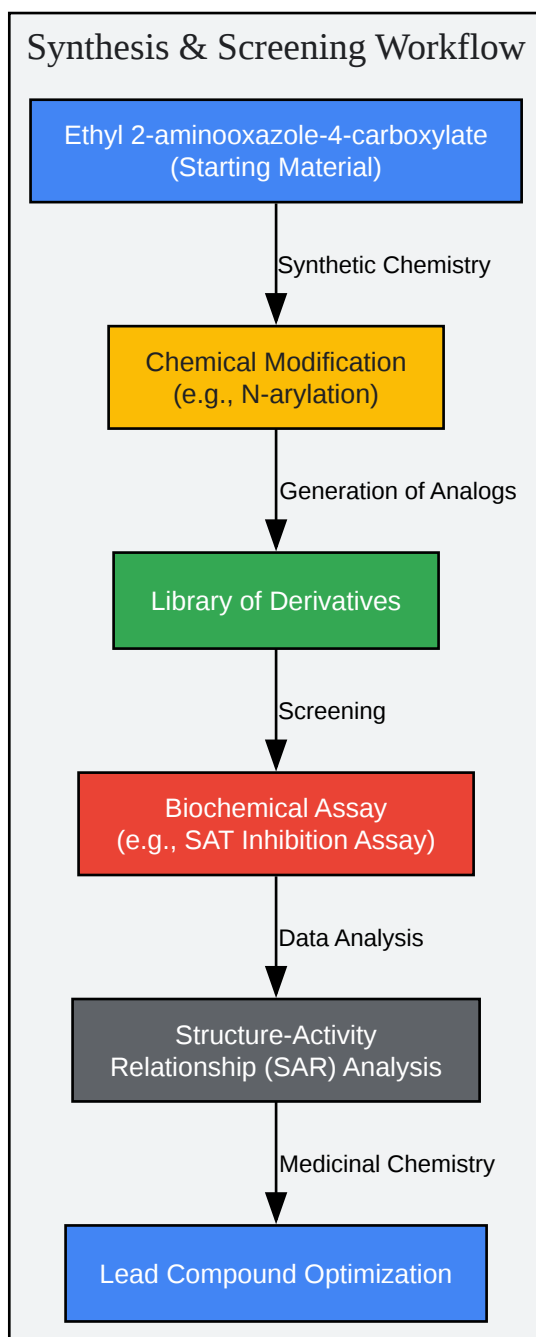 Synthesis & Screening Workflow
Ethyl 2-aminooxazole-4-carboxylate
(Starting Material)
Synthetic Chemistry
Chemical Modification
(e.g., N-arylation)
Generation of Analogs
Library of Derivatives
Screening
Biochemical Assay
(e.g., SAT Inhibition Assay)
Data Analysis
Structure-Activity
Relationship (SAR) Analysis
Medicinal Chemistry
Lead Compound Optimization